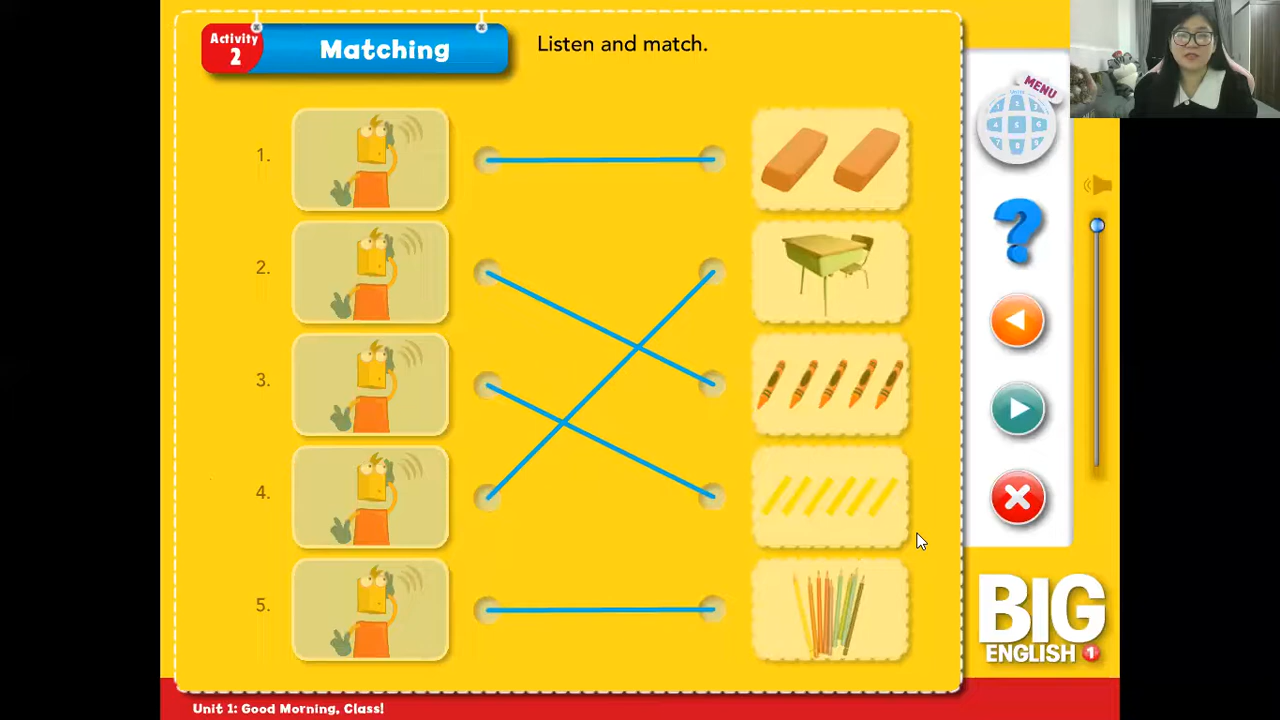 Activity
2
Matching
Listen and match.
MENU
1.
2.
3.
4.
5.
?
BIG
ENGLISH 1
Unit 1: Good Morning, Class!